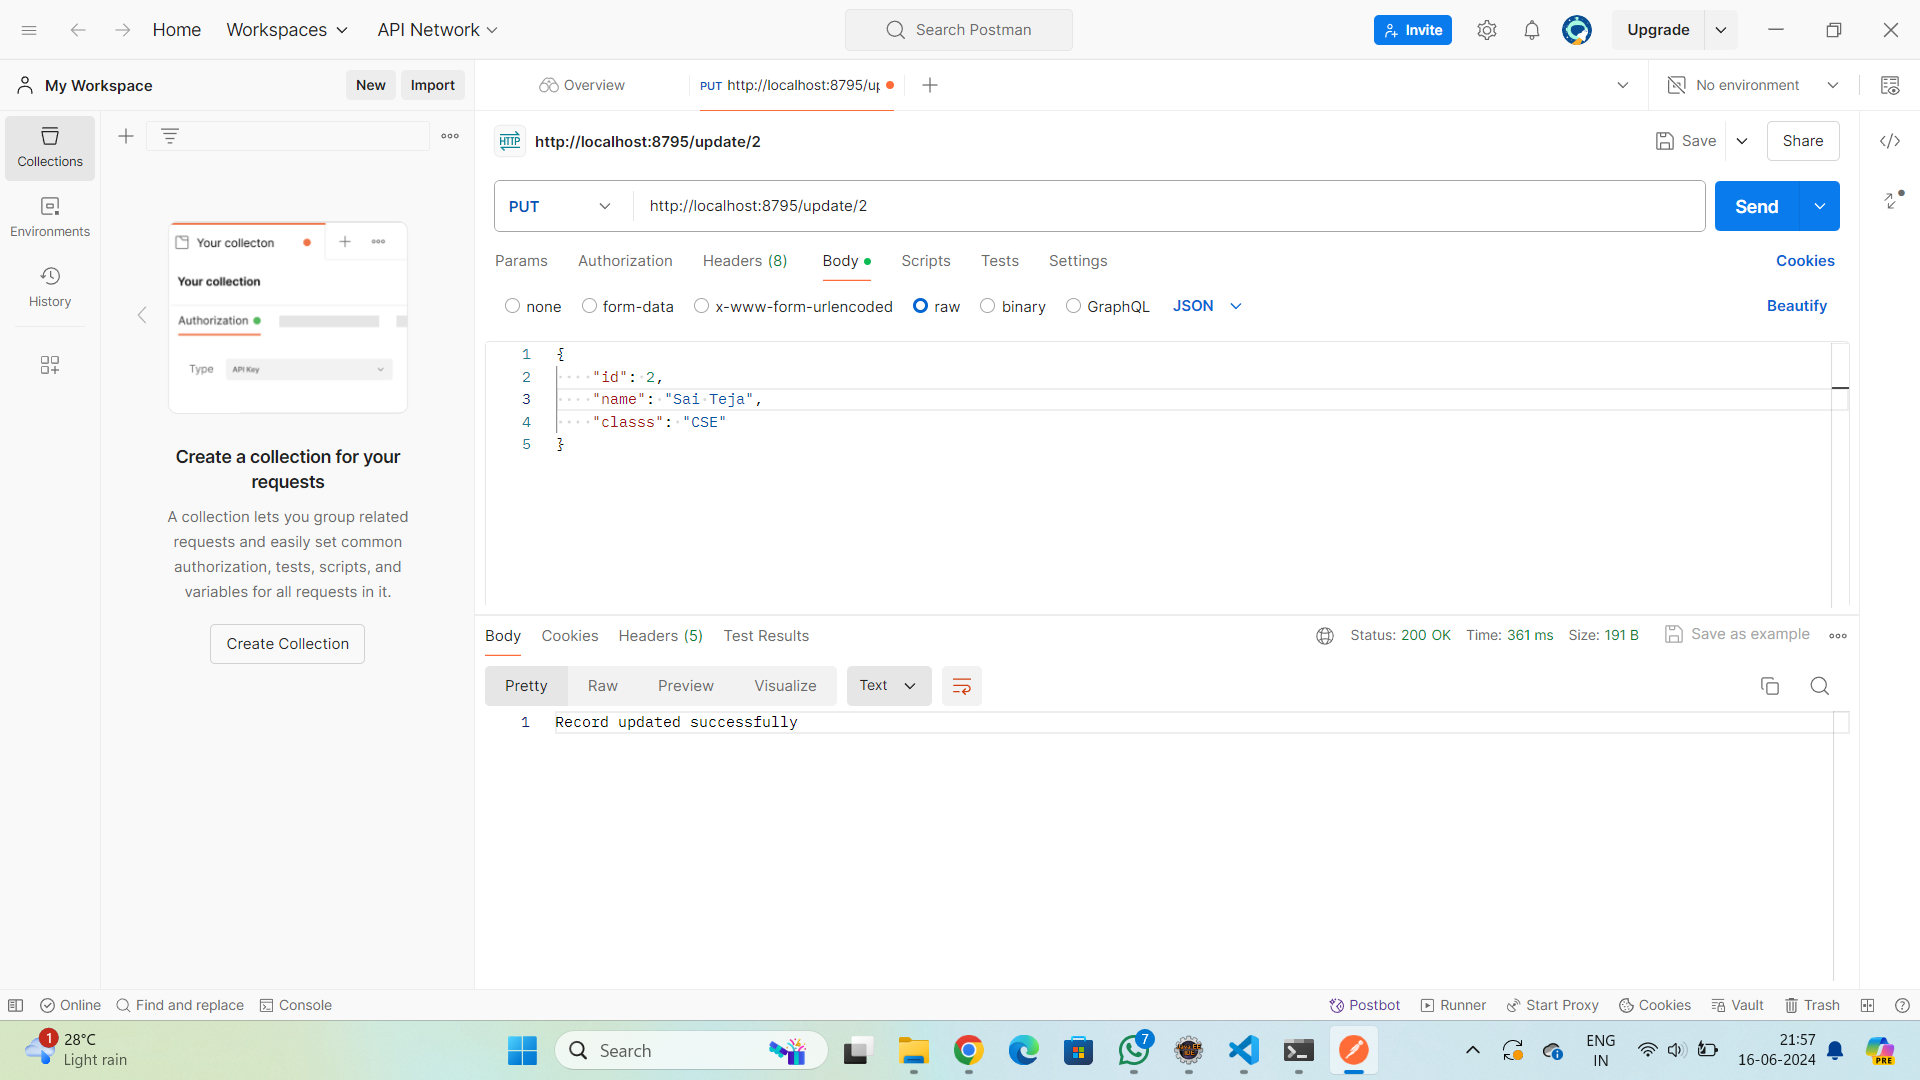 Home
Workspaces
API Network
Search Postman
Invite
Upgrade
My Workspace
New
Import
Overview
PUT http://localhost:8795/up
No environment
Collections
Environments
History
Your collecton
Your collection
Authorization
Type
API Key
Create a collection for your
requests
A collection lets you group related
requests and easily set common
authorization, tests, scripts, and
variables for all requests in it.
Create Collection
HTTP http://localhost:8795/update/2
Save
Share
PUT
http://localhost:8795/update/2
Send
Params
Authorization
Headers (8)
Body
Scripts
Tests
Settings
Cookies
none
form-data
x-www-form-urlencoded
raw
binary
GraphQL
JSON
Beautify
1 {
2 "id": 2,
3 "name": "Sai Teja",
4 "classs": "CSE"
5 }
Body
Cookies
Headers (5)
Test Results
Status: 200 OK
Time: 361 ms
Size: 191 B
Save as example
Pretty
Raw
Preview
Visualize
Text
1 Record updated successfully
Online
Find and replace
Console
Postbot
Runner
Start Proxy
Cookies
Vault
Trash
1
28°C
Light rain
Search
7
ENG
IN
21:57
16-06-2024
PRE